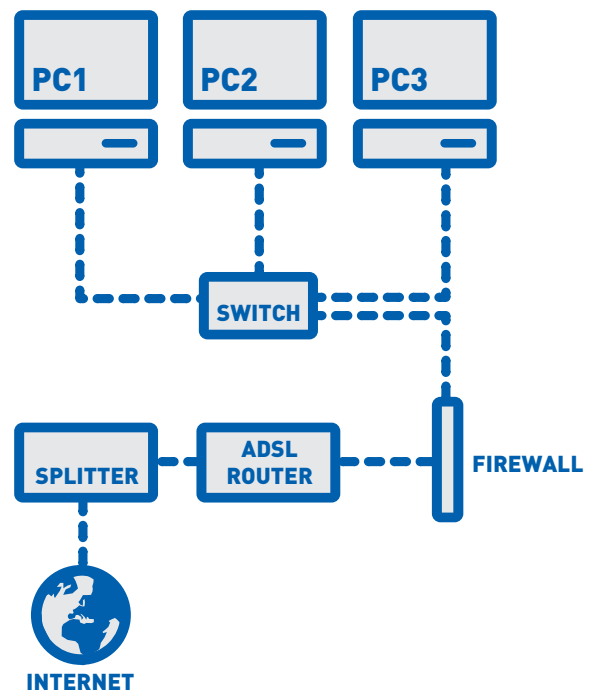 PC1
PC2
PC3
SWITCH
SPLITTER
ADSL
ROUTER
FIREWALL
INTERNET